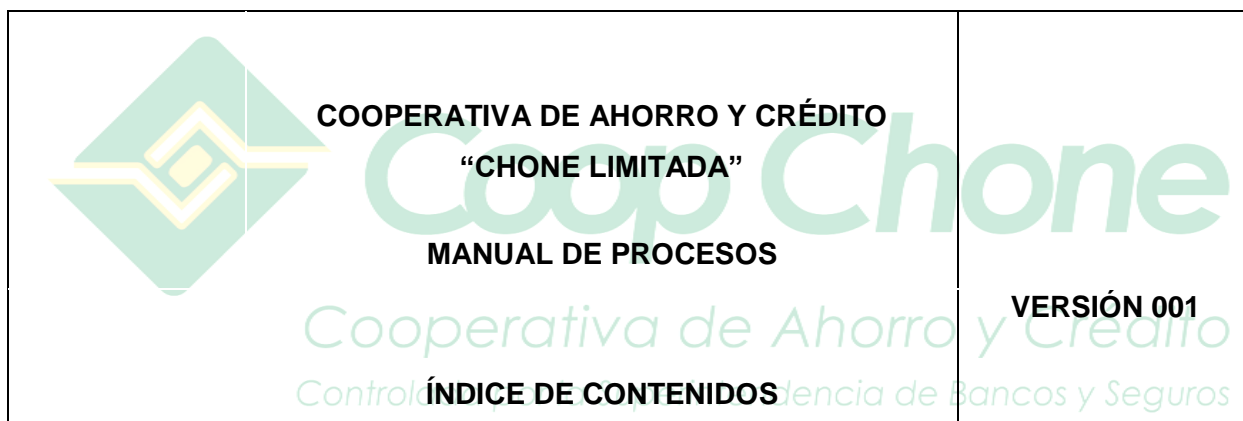 COOPERATIVA DE AHORRO Y CRÉDITO
“CHONE LIMITADA”
Coop Chone
MANUAL DE PROCESOS
VERSIÓN 001
Cooperativa de Ahorro y Crédito
ÍNDICE DE CONTENIDOS
de Bancos y Seguros